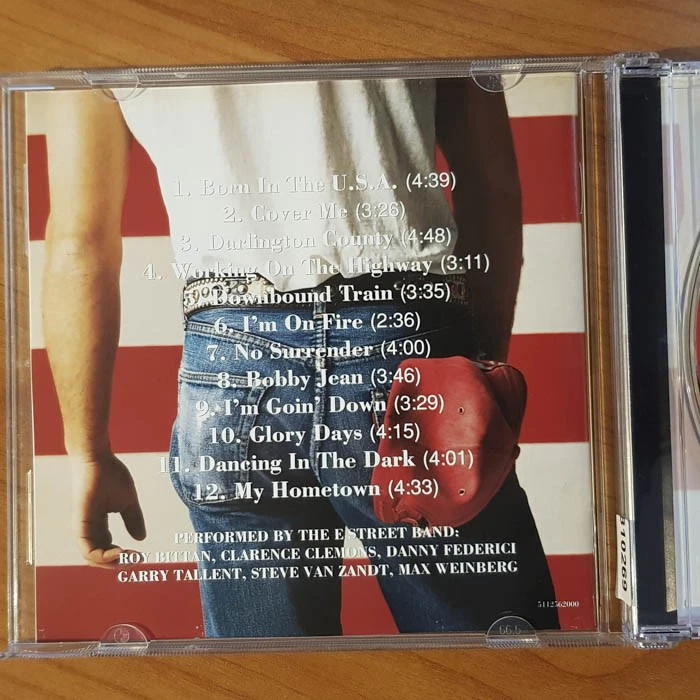 1. Born In The U.S.A. (4:39)
2. Cover Me (3:26)
3. Darlington County (4:48)
4. Working On The Highway (3:11)
5. Downbound Train (3:35)
6. I'm On Fire (2:36)
7. No Surrender (4:00)
8. Bobby Jean (3:46)
9. I'm Goin' Down (3:29)
10. Glory Days (4:15)
11. Dancing In The Dark (4:01)
12. My Hometown (4:33)
PERFORMED BY THE E STREET BAND:
ROY BITTAN, CLARENCE CLEMONS, DANNY FEDERICI
GARRY TALLENT, STEVE VAN ZANDT, MAX WEINBERG
5112562000
310269